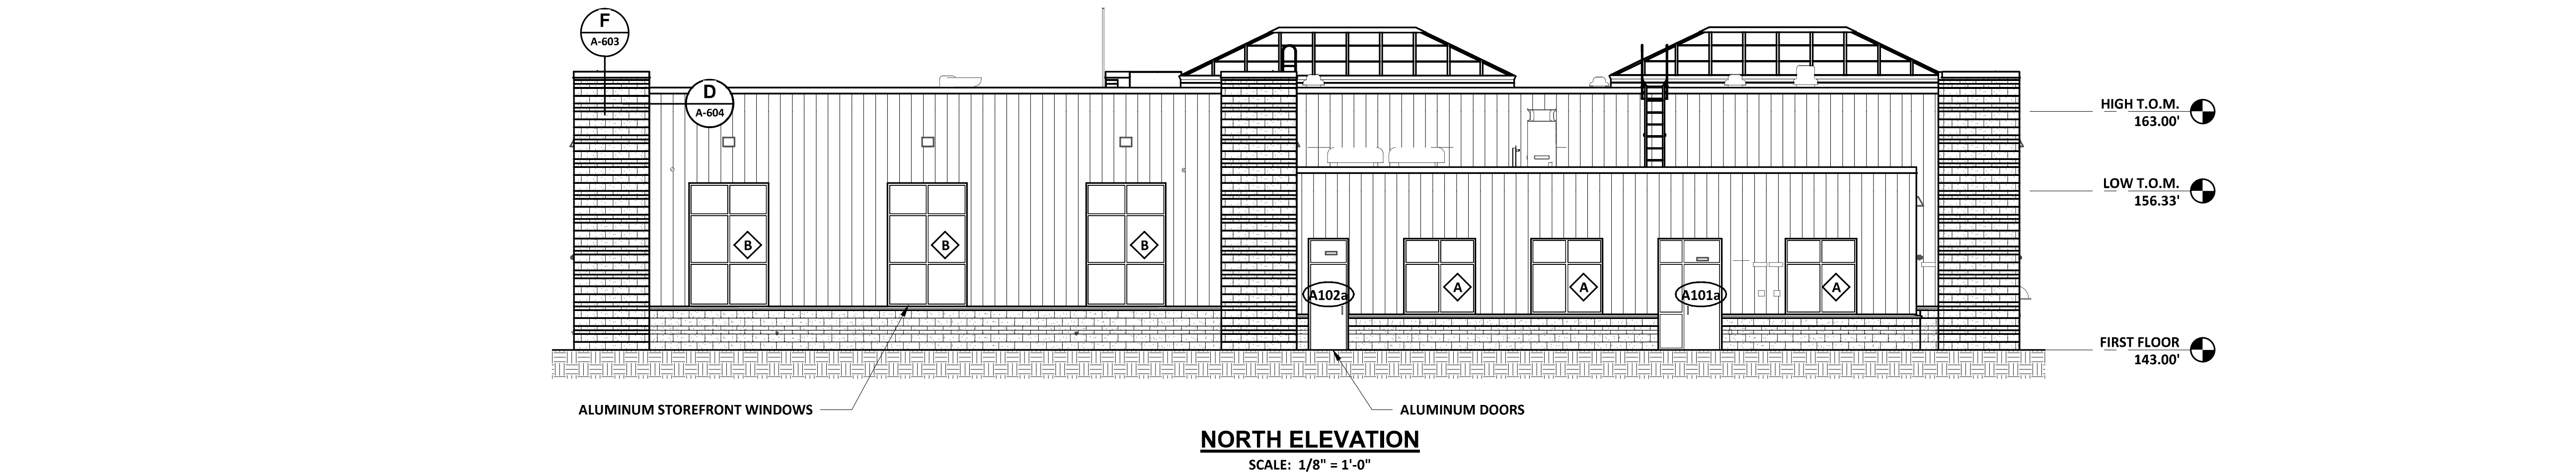 F
A-603
D
A-604
HIGH T.O.M.
163.00'
LOW T.O.M.
156.33'
B
B
B
A102a
A
A
A101a
A
FIRST FLOOR
143.00'
ALUMINUM STOREFRONT WINDOWS
ALUMINUM DOORS
NORTH ELEVATION
SCALE: 1/8" = 1'-0"